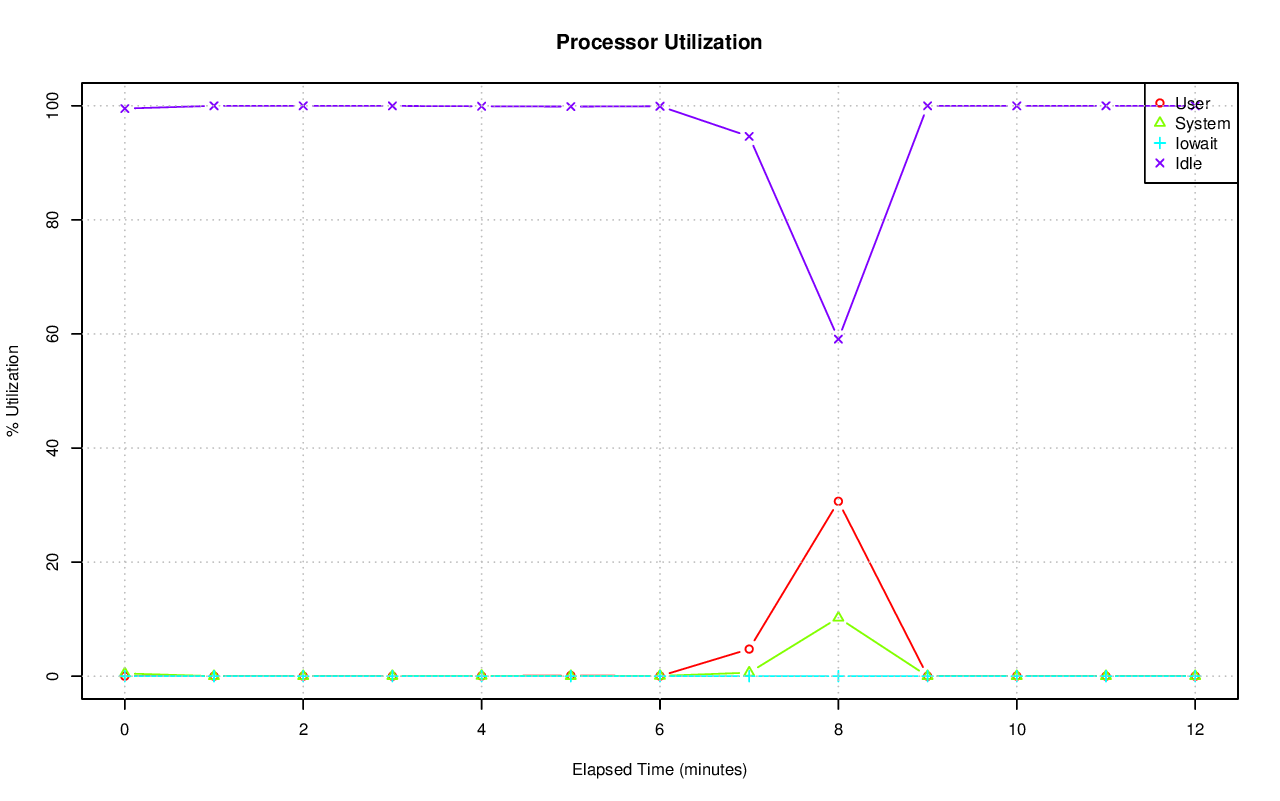 Processor Utilization
100
80
60
40
20
0
% Utilization
User
System
Iowait
Idle
0 2 4 6 8 10 12
Elapsed Time (minutes)